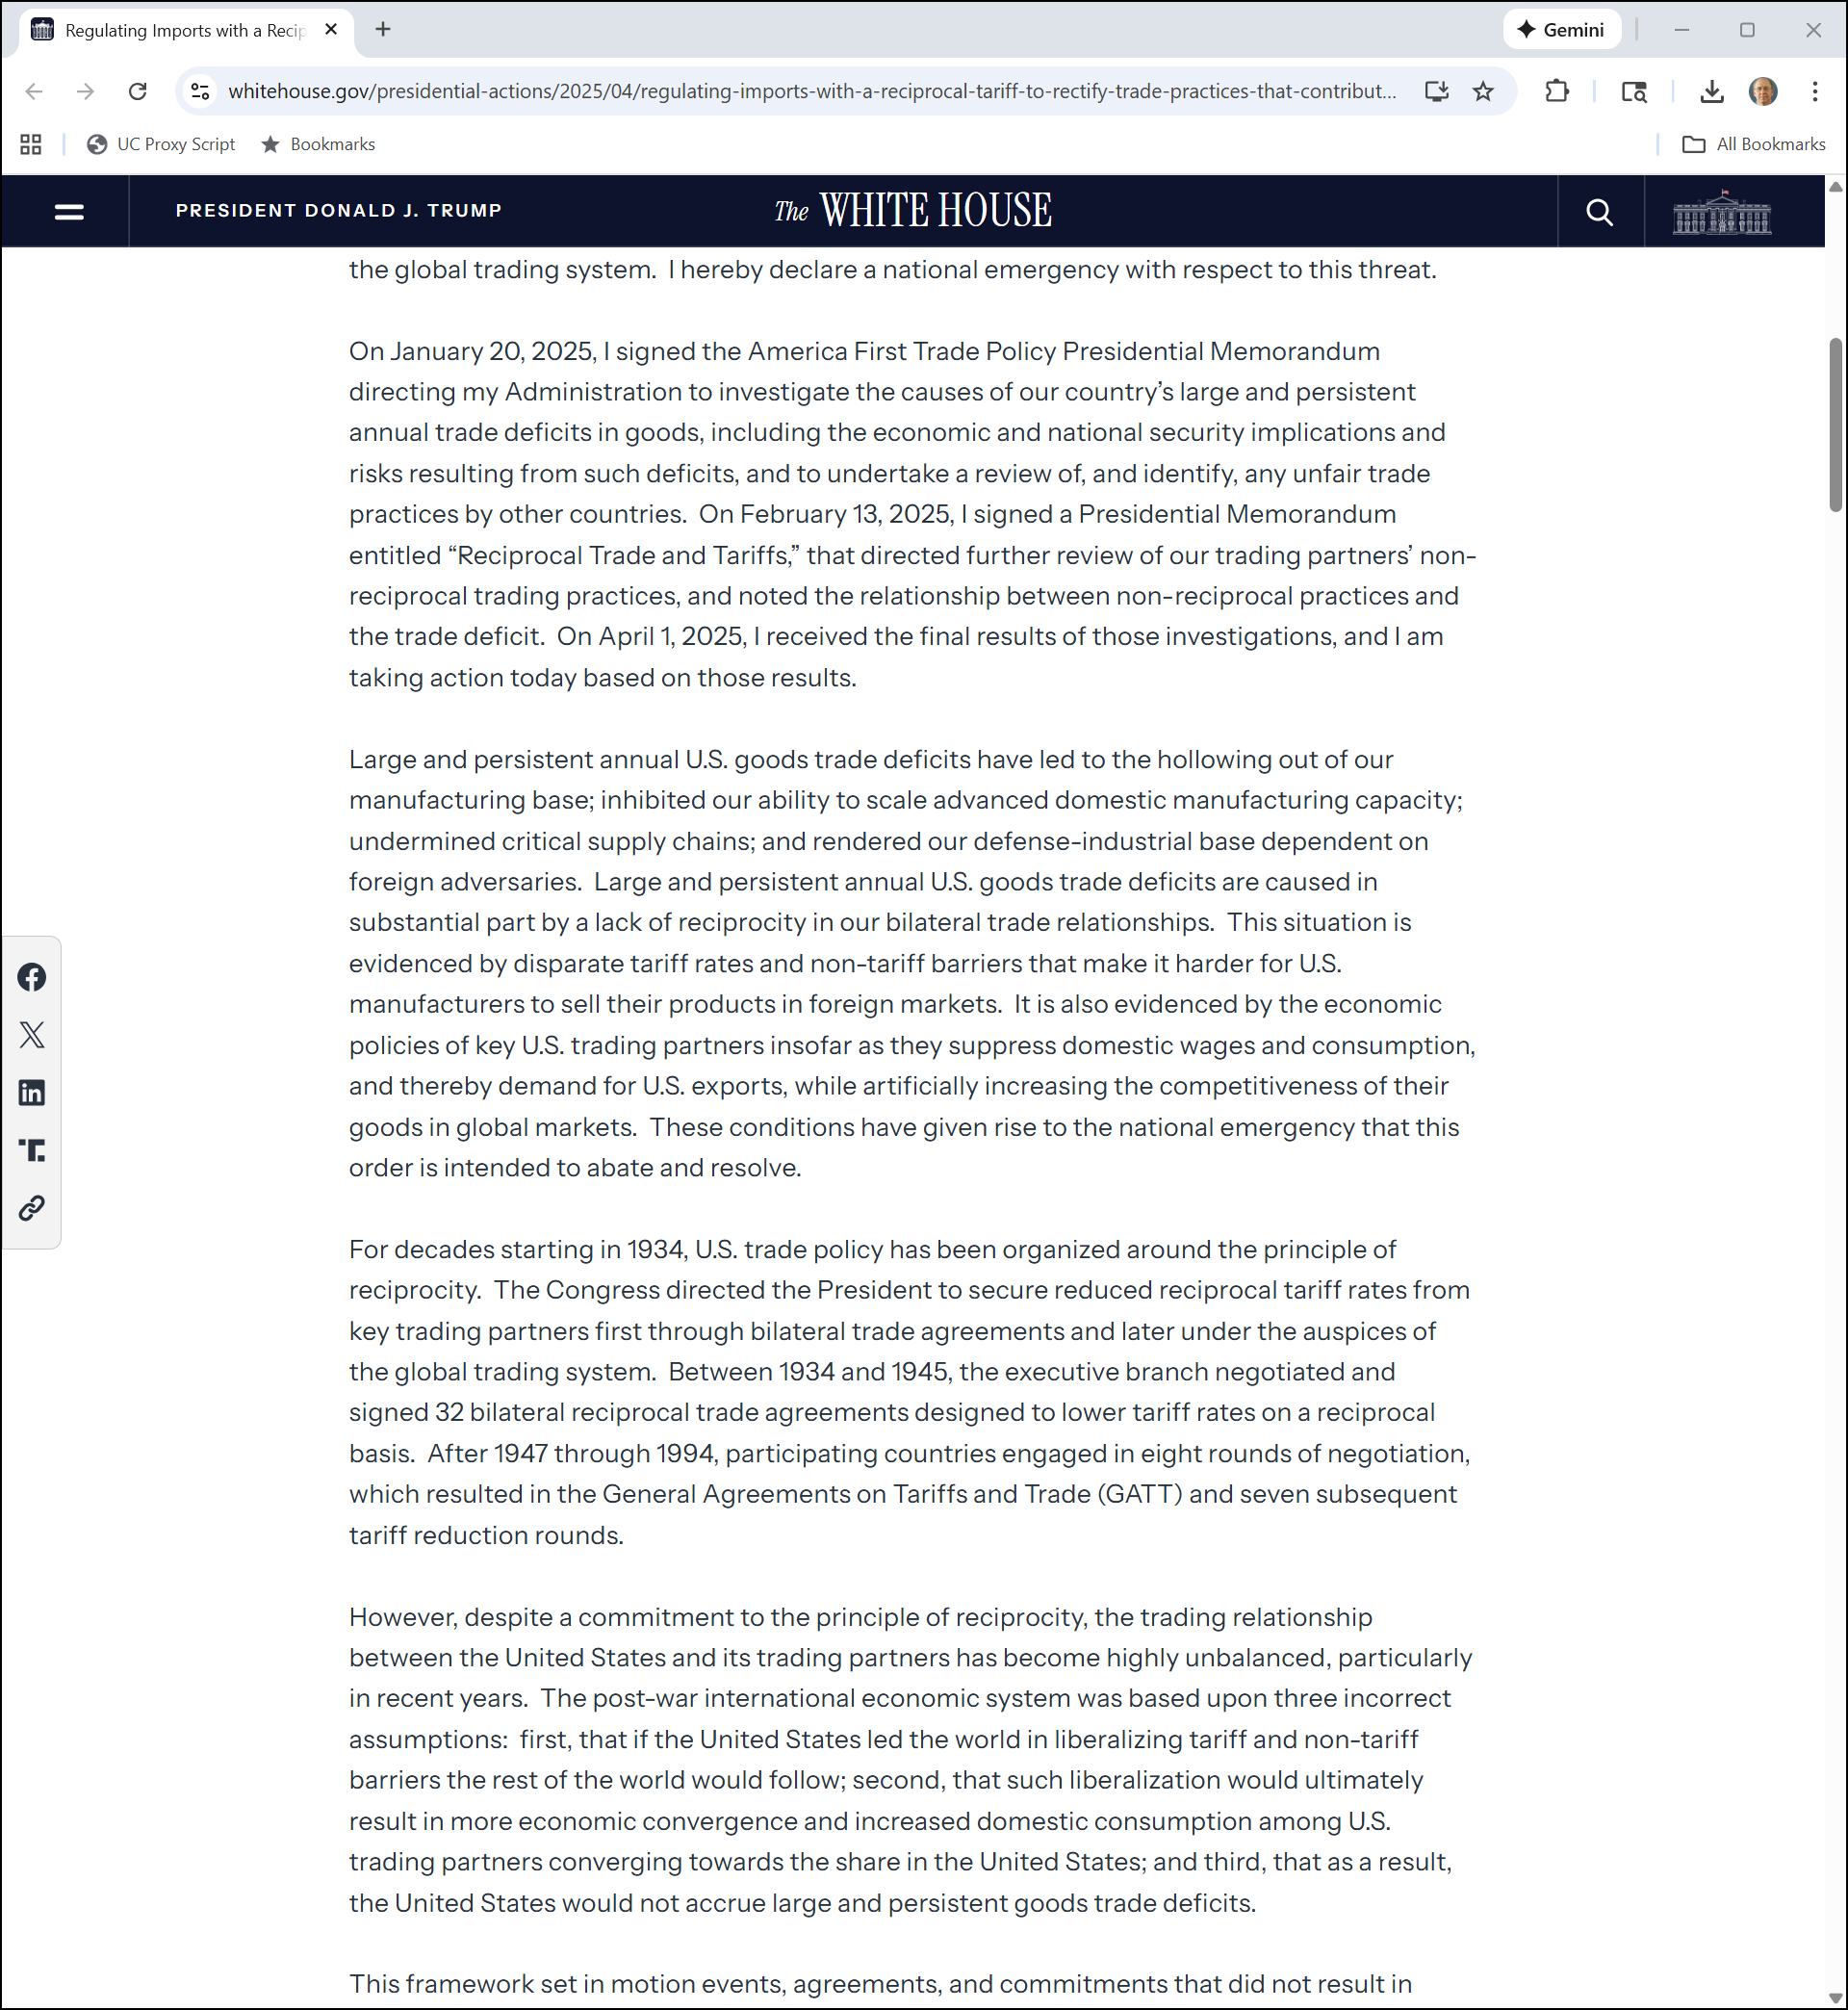 Regulating Imports with a Recip
Gemini
whitehouse.gov/presidential-actions/2025/04/regulating-imports-with-a-reciprocal-tariff-to-rectify-trade-practices-that-contribut...
UC Proxy Script
Bookmarks
All Bookmarks
PRESIDENT DONALD J. TRUMP
The WHITE HOUSE
the global trading system.  I hereby declare a national emergency with respect to this threat.
On January 20, 2025, I signed the America First Trade Policy Presidential Memorandum
directing my Administration to investigate the causes of our country’s large and persistent
annual trade deficits in goods, including the economic and national security implications and
risks resulting from such deficits, and to undertake a review of, and identify, any unfair trade
practices by other countries.  On February 13, 2025, I signed a Presidential Memorandum
entitled “Reciprocal Trade and Tariffs,” that directed further review of our trading partners’ non-
reciprocal trading practices, and noted the relationship between non-reciprocal practices and
the trade deficit.  On April 1, 2025, I received the final results of those investigations, and I am
taking action today based on those results.
Large and persistent annual U.S. goods trade deficits have led to the hollowing out of our
manufacturing base; inhibited our ability to scale advanced domestic manufacturing capacity;
undermined critical supply chains; and rendered our defense-industrial base dependent on
foreign adversaries.  Large and persistent annual U.S. goods trade deficits are caused in
substantial part by a lack of reciprocity in our bilateral trade relationships.  This situation is
evidenced by disparate tariff rates and non-tariff barriers that make it harder for U.S.
manufacturers to sell their products in foreign markets.  It is also evidenced by the economic
policies of key U.S. trading partners insofar as they suppress domestic wages and consumption,
and thereby demand for U.S. exports, while artificially increasing the competitiveness of their
goods in global markets.  These conditions have given rise to the national emergency that this
order is intended to abate and resolve.
For decades starting in 1934, U.S. trade policy has been organized around the principle of
reciprocity.  The Congress directed the President to secure reduced reciprocal tariff rates from
key trading partners first through bilateral trade agreements and later under the auspices of
the global trading system.  Between 1934 and 1945, the executive branch negotiated and
signed 32 bilateral reciprocal trade agreements designed to lower tariff rates on a reciprocal
basis.  After 1947 through 1994, participating countries engaged in eight rounds of negotiation,
which resulted in the General Agreements on Tariffs and Trade (GATT) and seven subsequent
tariff reduction rounds.
However, despite a commitment to the principle of reciprocity, the trading relationship
between the United States and its trading partners has become highly unbalanced, particularly
in recent years.  The post-war international economic system was based upon three incorrect
assumptions:  first, that if the United States led the world in liberalizing tariff and non-tariff
barriers the rest of the world would follow; second, that such liberalization would ultimately
result in more economic convergence and increased domestic consumption among U.S.
trading partners converging towards the share in the United States; and third, that as a result,
the United States would not accrue large and persistent goods trade deficits.
This framework set in motion events, agreements, and commitments that did not result in